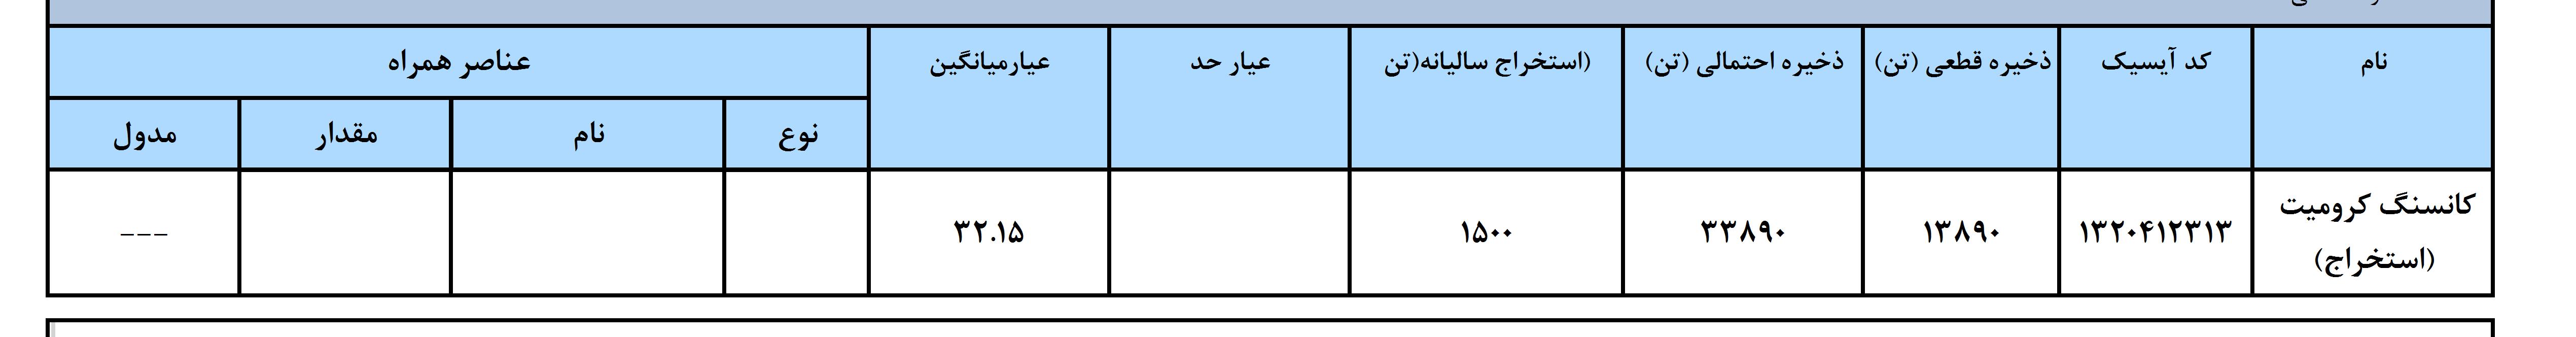 نام
کد آیسیک
ذخیره قطعی (تن)
ذخیره احتمالی (تن)
(استخراج سالیانه(تن
عیار حد
عیارمیانگین
عناصر همراه
نوع
نام
مقدار
مدول
کانسنگ کرومیت
(استخراج)
۱۳۲۰۴۱۲۳۱۳
۱۳۸۹۰
۳۳۸۹۰
۱۵۰۰
۳۲.۱۵
---